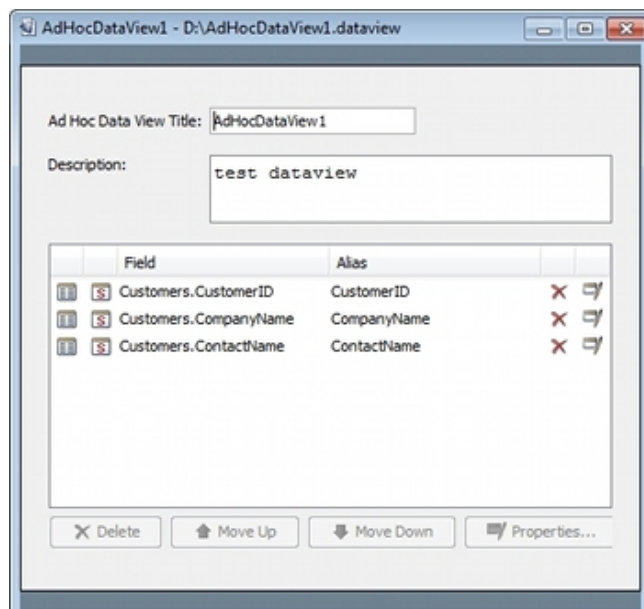 AdHocDataView1 - D:\AdHocDataView1.dataview
Ad Hoc Data View Title: AdHocDataView1
Description: test dataview
Field Alias
S Customers.CustomerID CustomerID
S Customers.CompanyName CompanyName
S Customers.ContactName ContactName
Delete Move Up Move Down Properties...